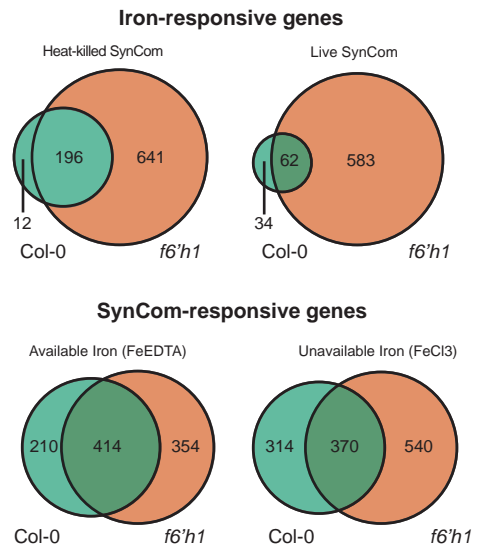 Iron-responsive genes
Heat-killed SynCom
Live SynCom
196
641
62
583
12
34
Col-0
f6'h1
Col-0
f6'h1
SynCom-responsive genes
Available Iron (FeEDTA)
Unavailable Iron (FeCl3)
210
414
354
314
370
540
Col-0
f6'h1
Col-0
f6'h1